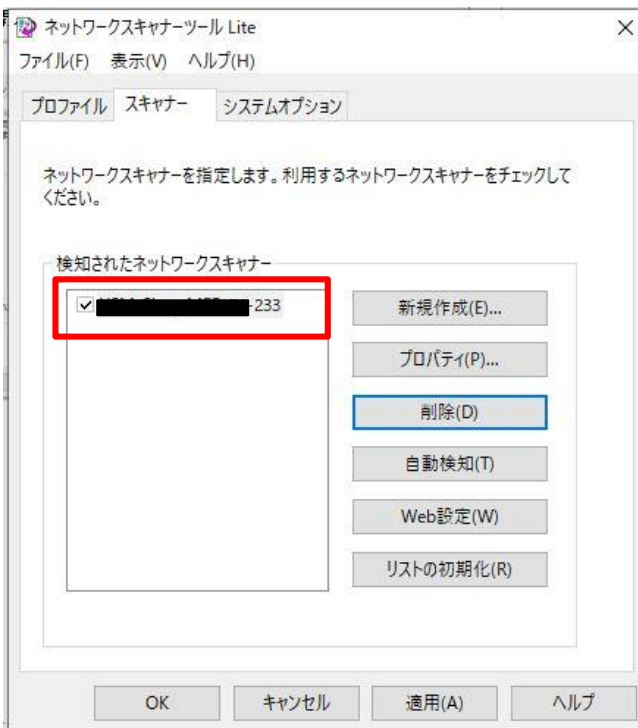 ネットワークスキャナーツール Lite
ファイル(F) 表示(V) ヘルプ(H)
プロファイル スキャナー システムオプション
ネットワークスキャナーを指定します。利用するネットワークスキャナーをチェックして
ください。
検知されたネットワークスキャナー
-233
新規作成(E)...
プロパティ(P)...
削除(D)
自動検知(T)
Web設定(W)
リストの初期化(R)
OK キャンセル 適用(A) ヘルプ